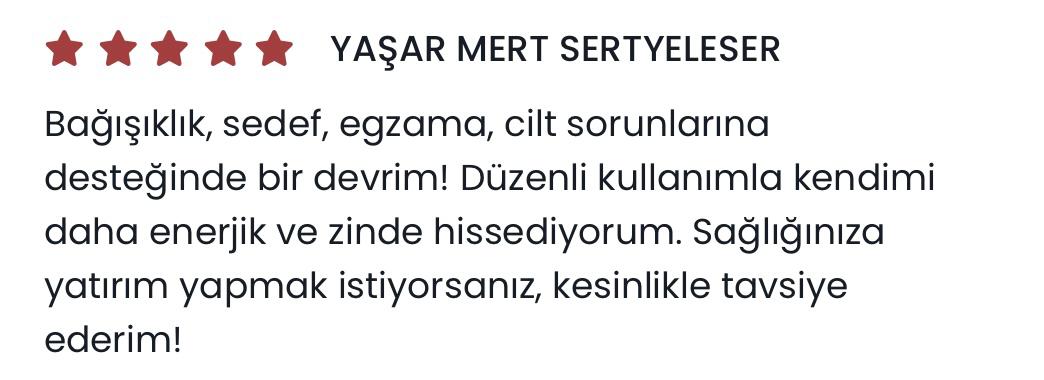 YAŞAR MERT SERTYELESER
Bağışıklık, sedef, egzama, cilt sorunlarına
desteğinde bir devrim! Düzenli kullanımla kendimi
daha enerjik ve zinde hissediyorum. Sağlığınıza
yatırım yapmak istiyorsanız, kesinlikle tavsiye
ederim!